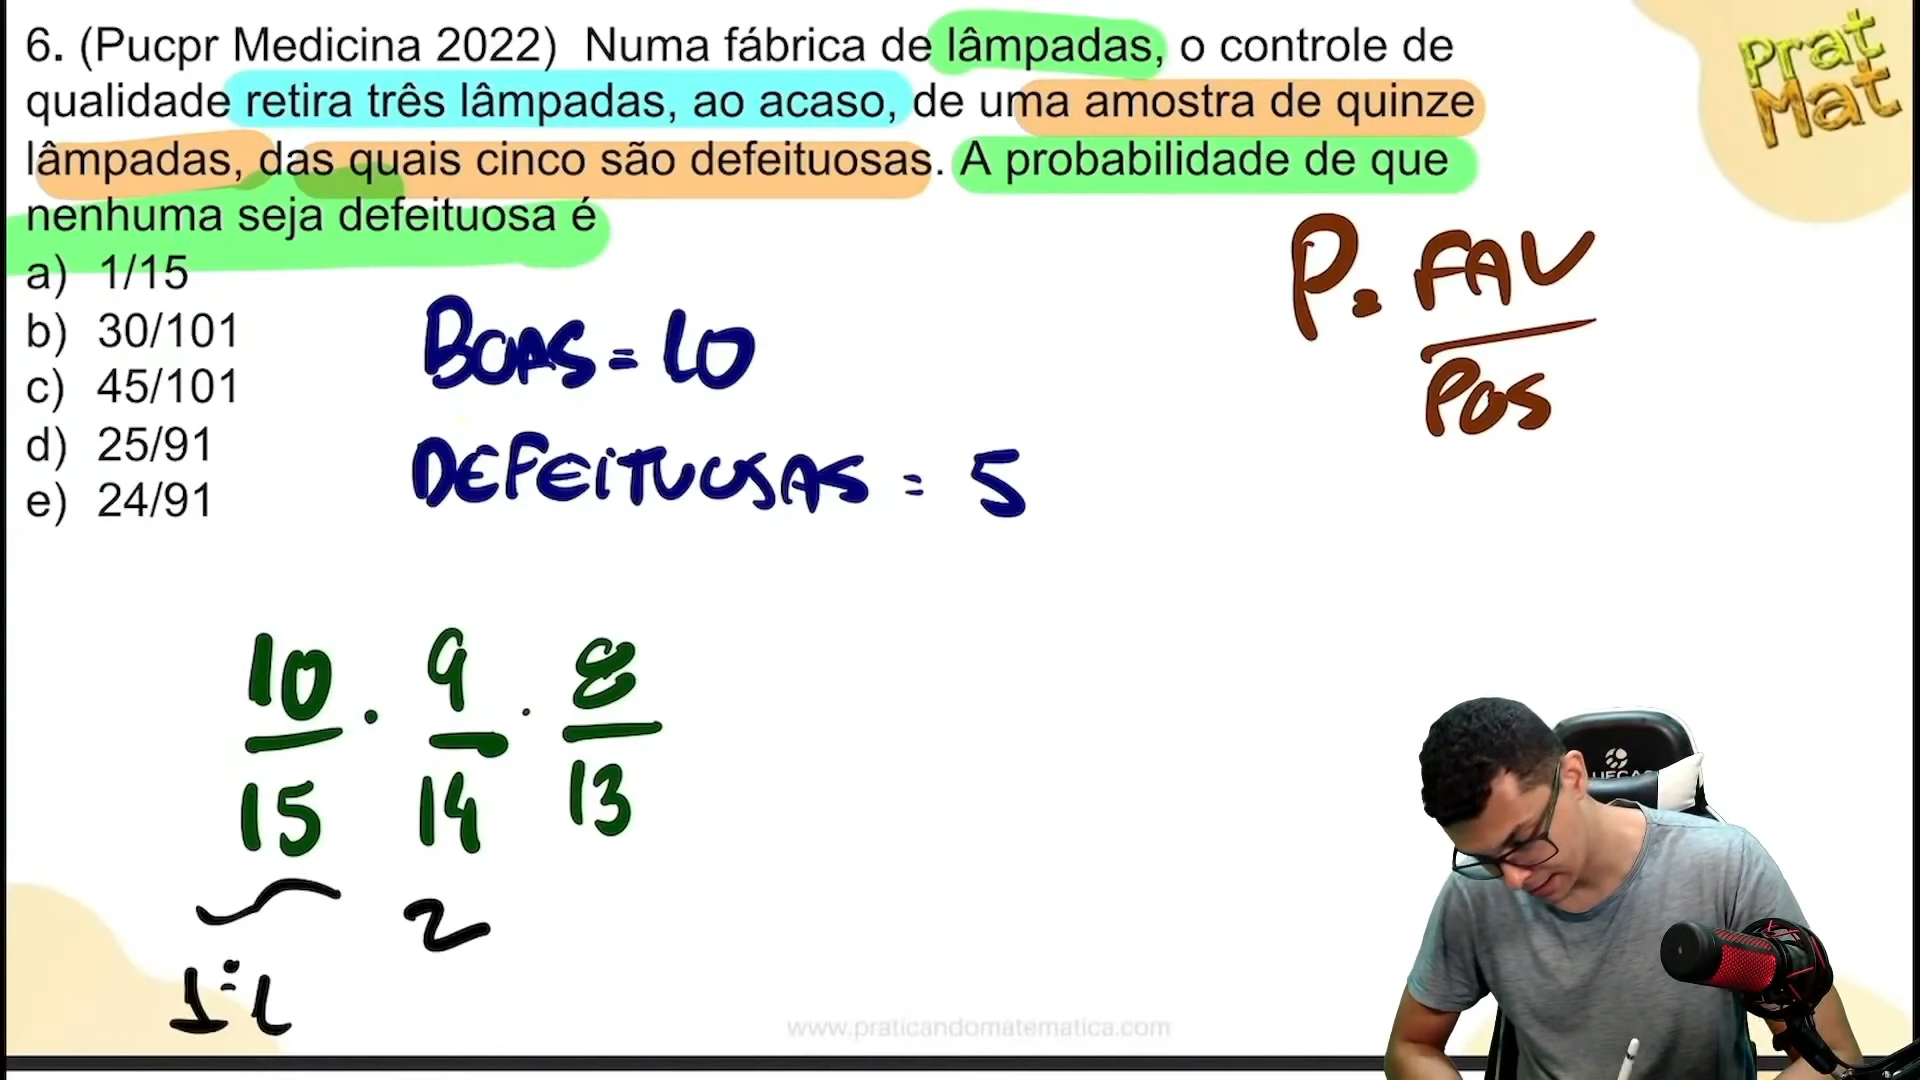 6. (Pucpr Medicina 2022) Numa fábrica de lâmpadas, o controle de
qualidade retira três lâmpadas, ao acaso, de uma amostra de quinze
lâmpadas, das quais cinco são defeituosas. A probabilidade de que
nenhuma seja defeituosa é
a) 1/15
b) 30/101
c) 45/101
d) 25/91
e) 24/91
Prat
Mat
P = FAV
POS
BOAS = 10
DEFEITUOSAS = 5
10 . 9 . 8
15 14 13
2
www.praticandomatematica.com